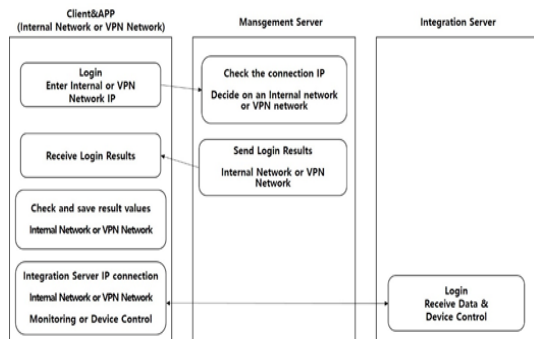 Client&APP
(Internal Network or VPN Network)
Management Server
Integration Server
Login
Enter Internal or VPN
Network IP
Check the connection IP
Decide on an Internal network
or VPN network
Receive Login Results
Send Login Results
Internal Network or VPN
Network
Check and save result values
Internal Network or VPN Network
Integration Server IP connection
Internal Network or VPN Network
Monitoring or Device Control
Login
Receive Data &
Device Control